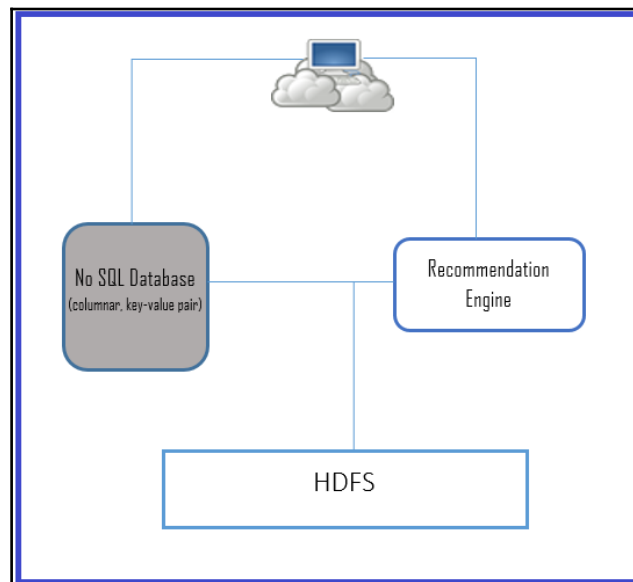 No SQL Database
(columnar, key-value pair)
Recommendation
Engine
HDFS